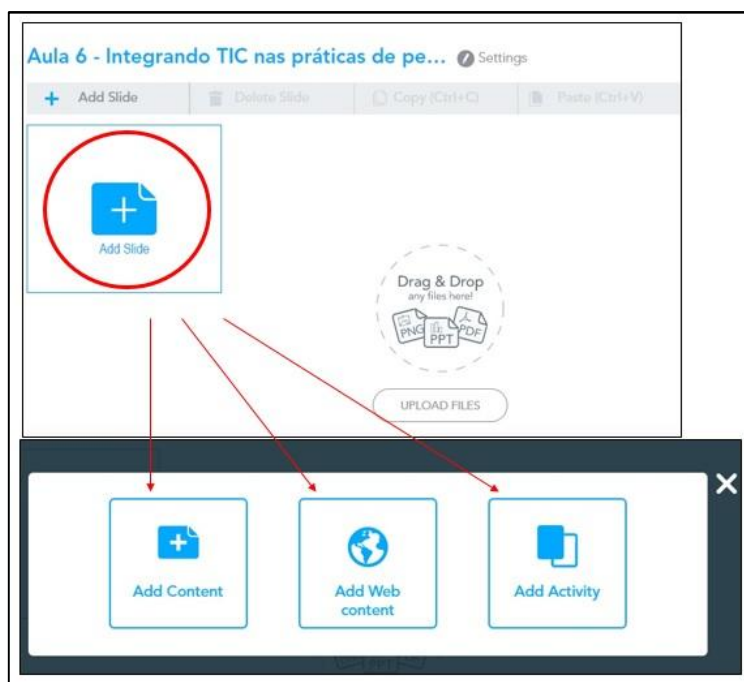 Aula 6 - Integrando TIC nas práticas de pe... Settings
+ Add Slide Delete Slide Copy (Ctrl+C) Paste (Ctrl+V)
Add Slide
Drag & Drop
any files here!
PNG PPT PDF
UPLOAD FILES
Add Content
Add Web
content
Add Activity
PPT